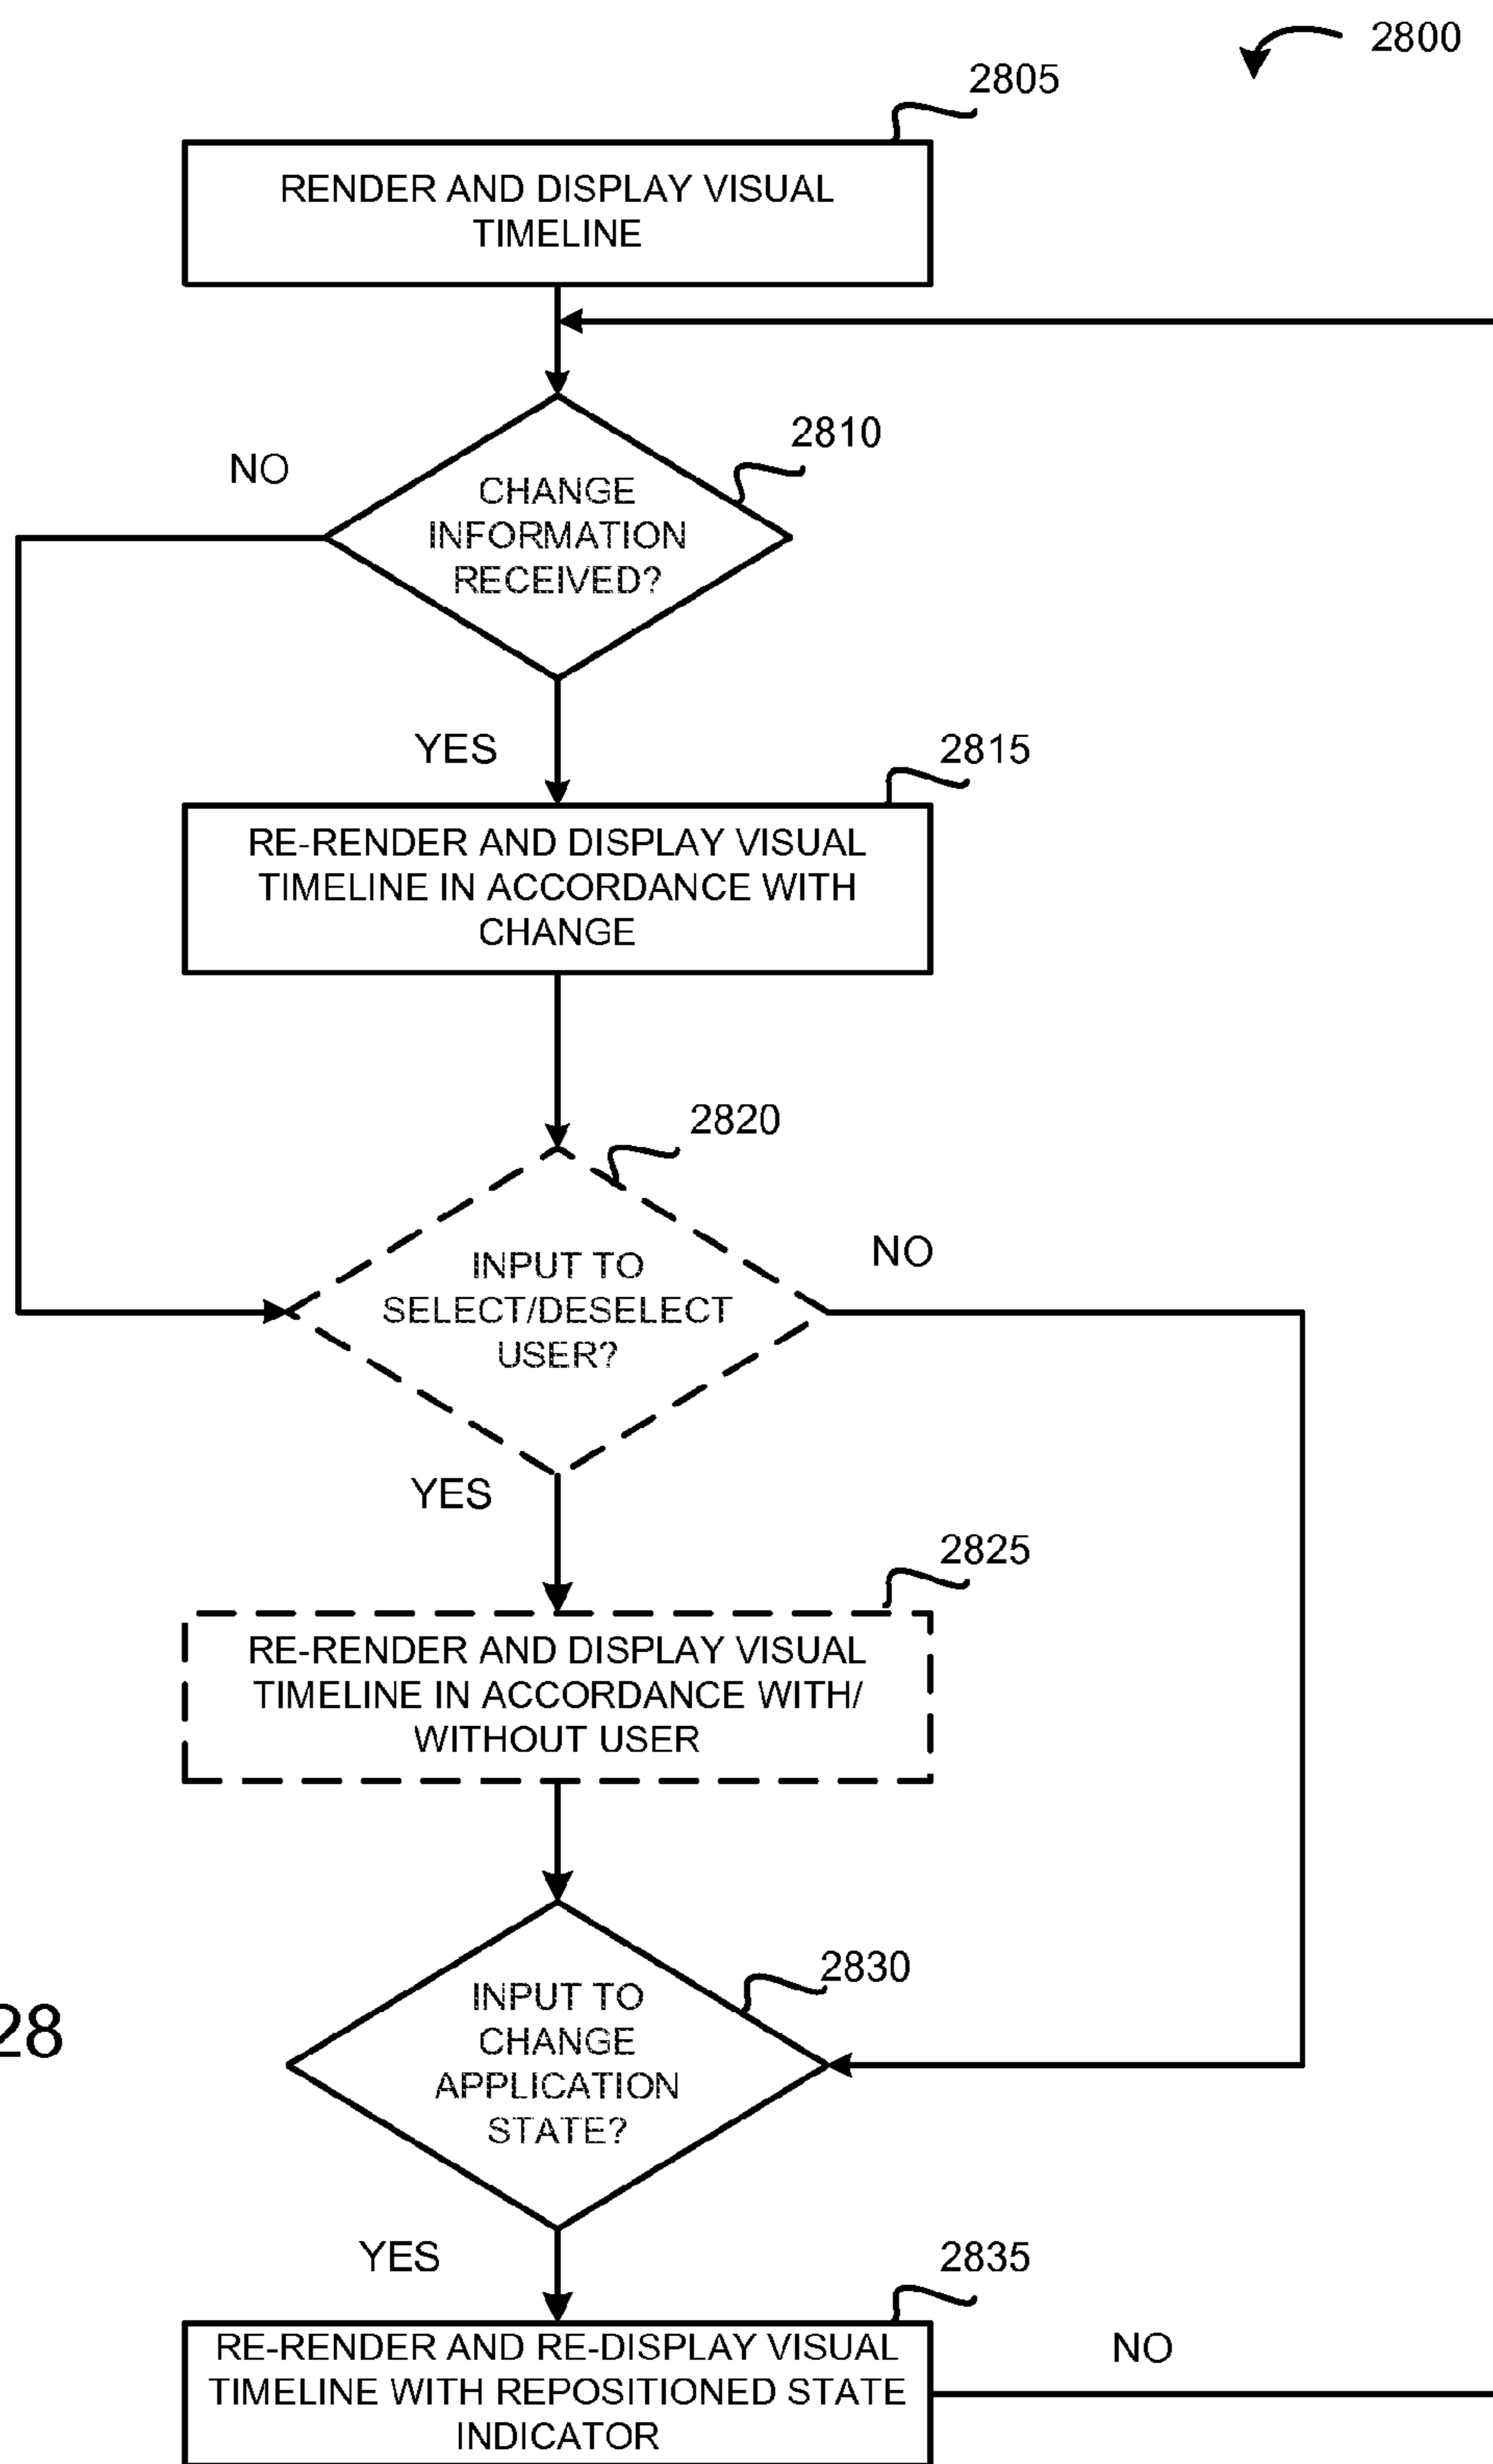 2800
2805
RENDER AND DISPLAY VISUAL
TIMELINE
2810
NO
CHANGE
INFORMATION
RECEIVED?
YES
2815
RE-RENDER AND DISPLAY VISUAL
TIMELINE IN ACCORDANCE WITH
CHANGE
2820
NO
INPUT TO
SELECT/DESELECT
USER?
YES
2825
RE-RENDER AND DISPLAY VISUAL
TIMELINE IN ACCORDANCE WITH/
WITHOUT USER
2830
INPUT TO
CHANGE
APPLICATION
STATE?
28
YES
2835
RE-RENDER AND RE-DISPLAY VISUAL
TIMELINE WITH REPOSITIONED STATE
INDICATOR
NO